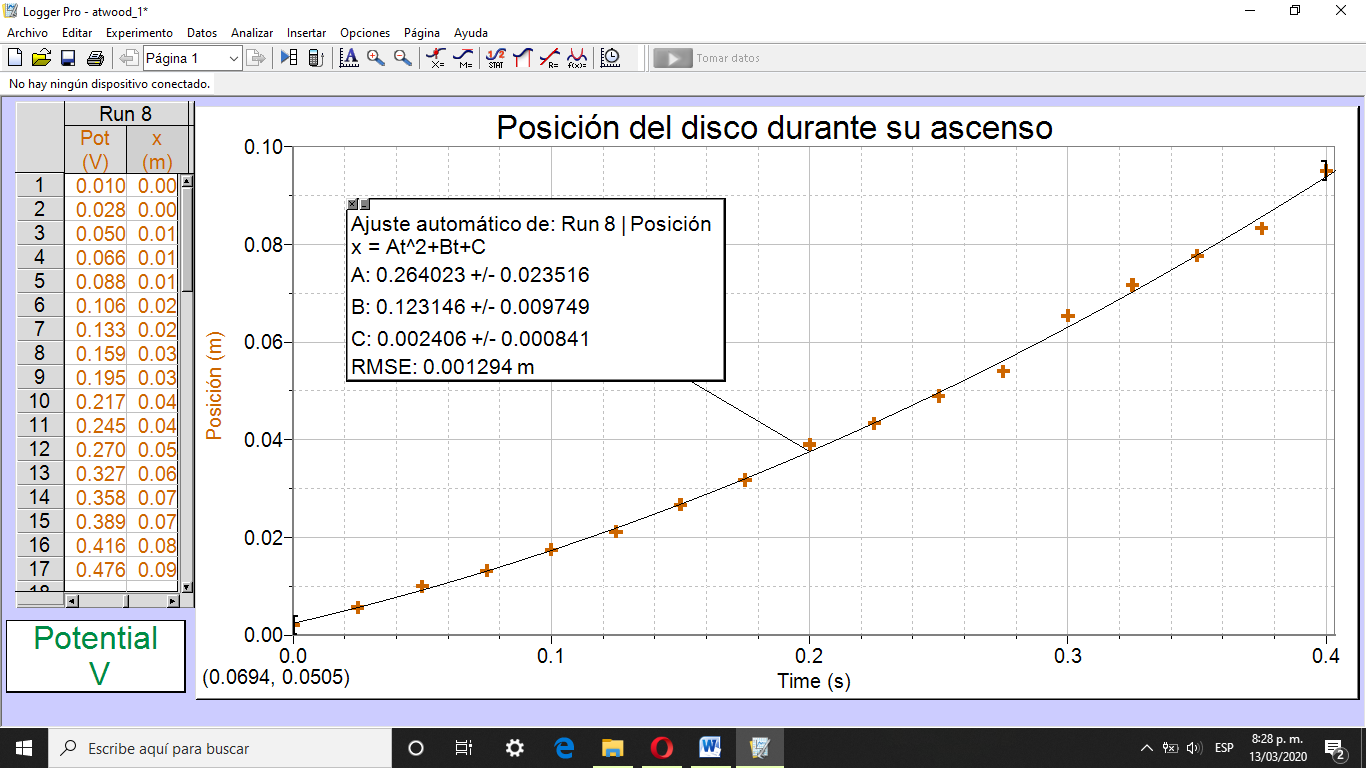 Logger Pro - atwood_1*
Archivo Editar Experimento Datos Analizar Insertar Opciones Página Ayuda
Página 1
X=
M=
1/2
STAT
R=
f(x)=
Tomar datos
No hay ningún dispositivo conectado.
Run 8
Pot x
(V) (m)
1 0.010 0.00
2 0.028 0.00
3 0.050 0.01
4 0.066 0.01
5 0.088 0.01
6 0.106 0.02
7 0.133 0.02
8 0.159 0.03
9 0.195 0.03
10 0.217 0.04
11 0.245 0.04
12 0.270 0.05
13 0.327 0.06
14 0.358 0.07
15 0.389 0.07
16 0.416 0.08
17 0.476 0.09
18
Potential
V
Posición del disco durante su ascenso
0.10
0.08
0.06
0.04
0.02
0.00
Posición (m)
Ajuste automático de: Run 8 | Posición
x = At^2+Bt+C
A: 0.264023 +/- 0.023516
B: 0.123146 +/- 0.009749
C: 0.002406 +/- 0.000841
RMSE: 0.001294 m
0.0 0.1 0.2 0.3 0.4
(0.0694, 0.0505)
Time (s)
Escribe aquí para buscar
ESP
8:28 p. m.
13/03/2020
2